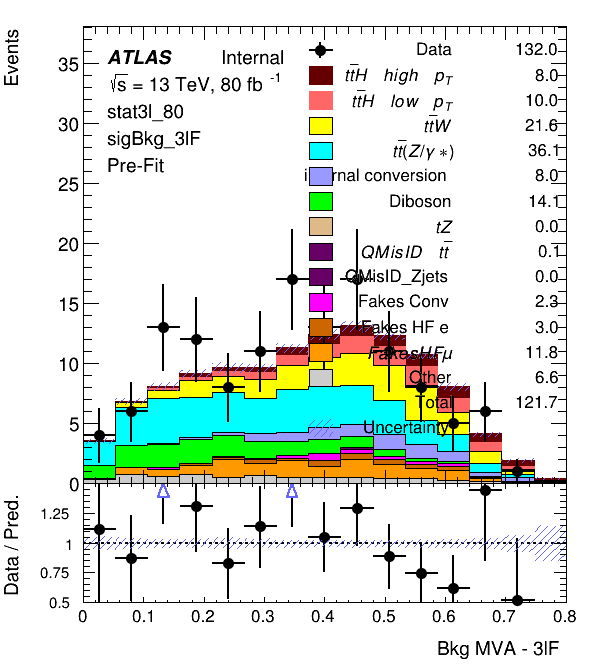 Events
ATLAS Internal
√s = 13 TeV, 80 fb -1
stat3l_80
sigBkg_3lF
Pre-Fit
Data 132.0
tt̄H high pT 8.0
tt̄H low pT 10.0
tt̄W 21.6
tt̄(Z/γ*) 36.1
internal conversion 8.0
Diboson 14.1
tZ 0.0
QMisID tt̄ 0.1
QMisID_Zjets 0.0
Fakes Conv 2.3
Fakes HF e 3.0
FakesHFμ 11.8
Other 6.6
Total 121.7
Uncertainty
35
30
25
20
15
10
5
0
Data / Pred.
1.25
1
0.75
0.5
0 0.1 0.2 0.3 0.4 0.5 0.6 0.7 0.8
Bkg MVA - 3lF